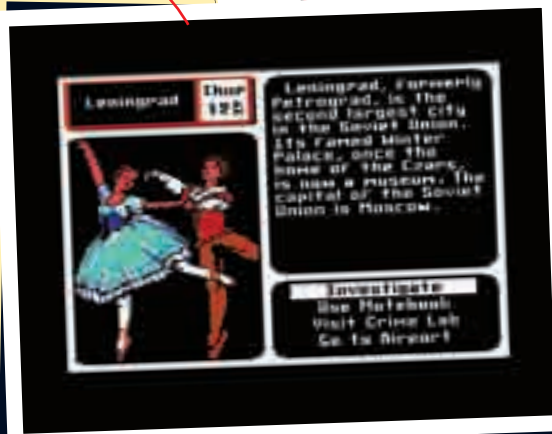 Leningrad
Leningrad, formerly
Petrograd, is the
second largest city
in the Soviet Union.
Its famed Winter
Palace, once the
home of the Czars,
is now a museum. The
capital of the Soviet
Union is Moscow.
Investigate
Use Notebook
Visit Crime Lab
Go to Airport